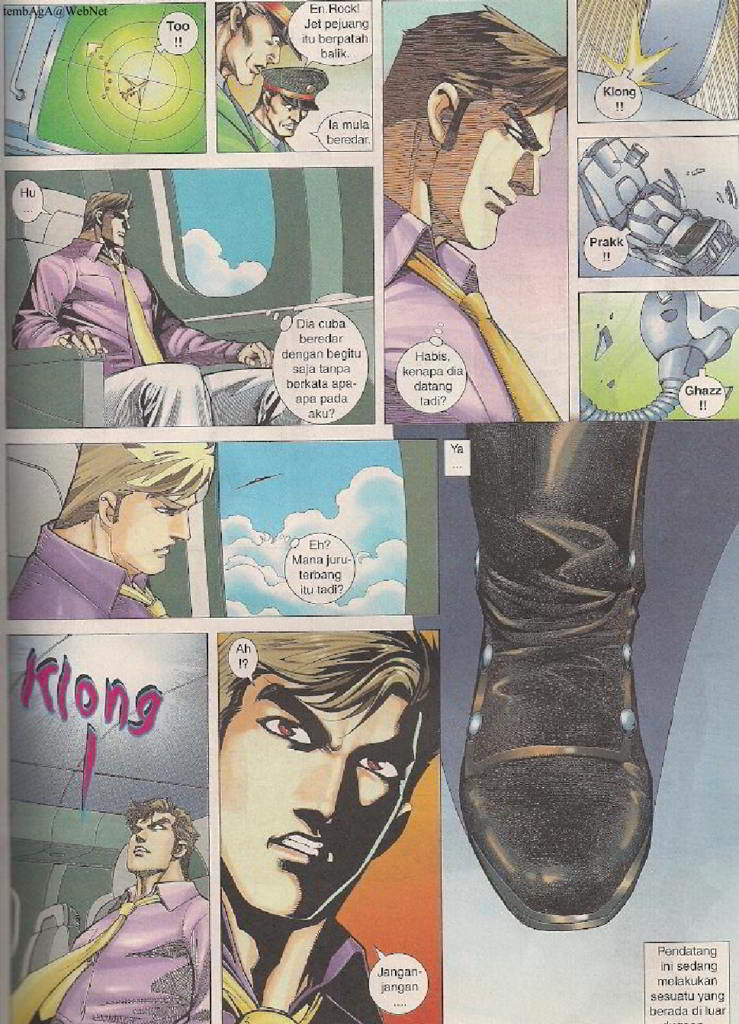 tembAgA@WebNet
Too
!!
En.Rock!
Jet pejuang
itu berpatah
balik.
Ia mula
beredar.
Hu
....
Dia cuba
beredar
dengan begitu
saja tanpa
berkata apa-
apa pada
aku?
Habis,
kenapa dia
datang
tadi?
Klong
!!
Prakk
!!
Ghazz
!!
Eh?
Mana juru-
terbang
itu tadi?
Ya
...
Klong
!
Ah
!?
Jangan-
jangan
....
Pendatang
ini sedang
melakukan
sesuatu yang
berada di luar